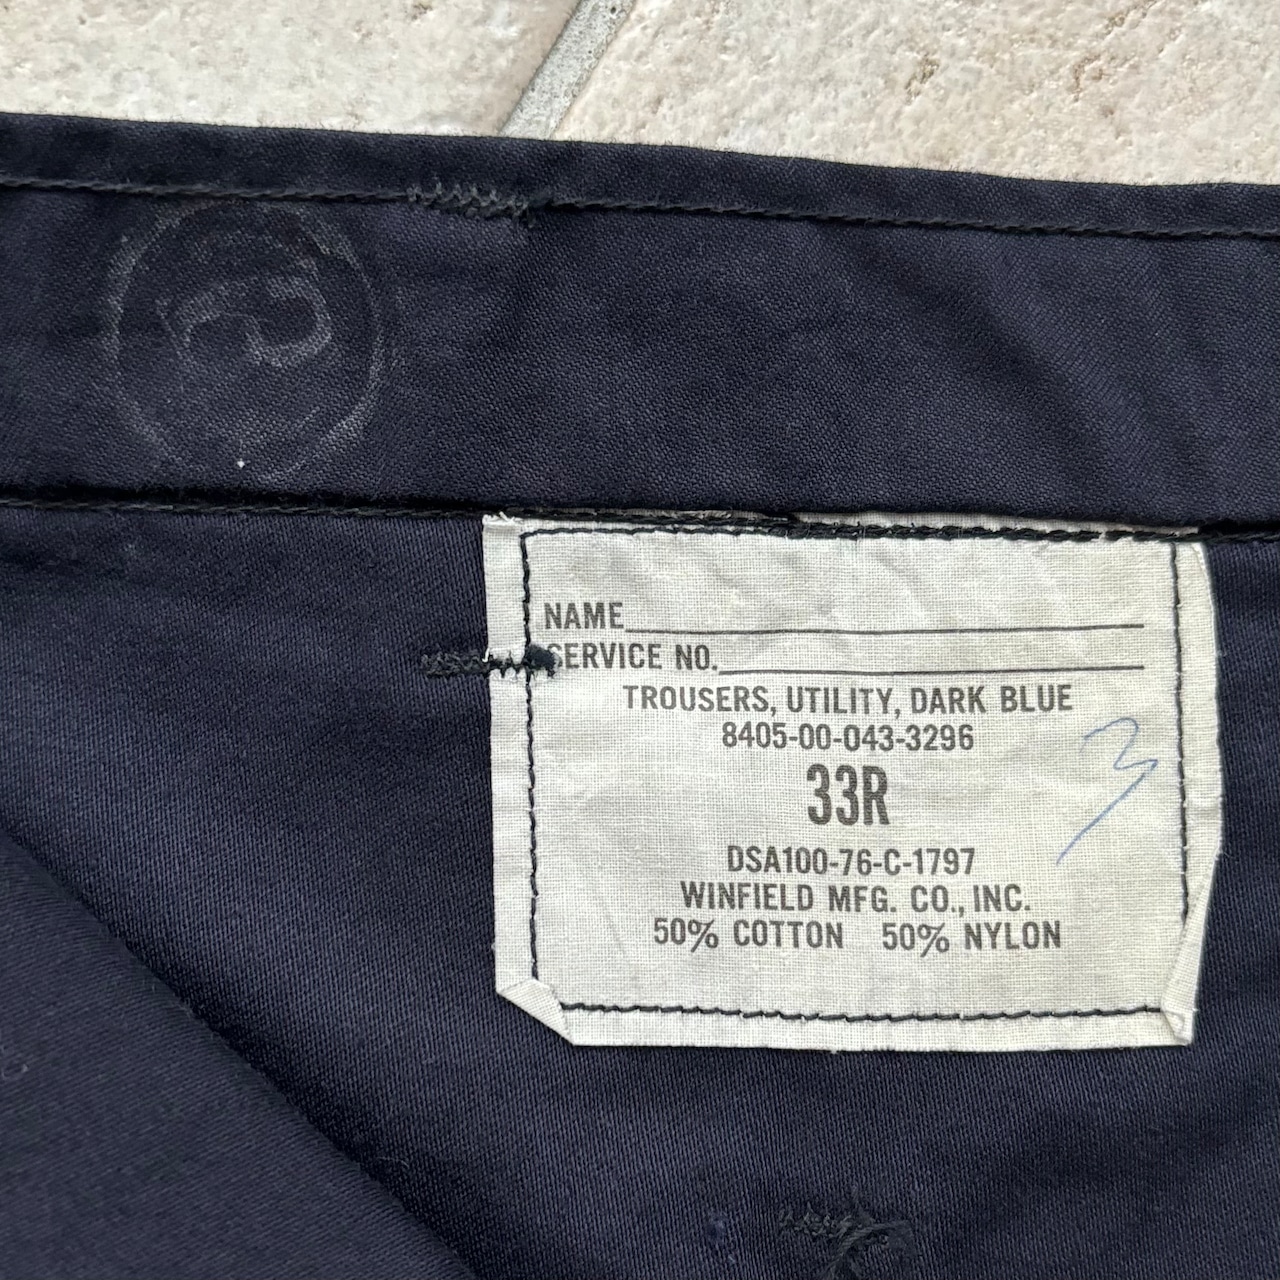 NAME
SERVICE NO.
TROUSERS, UTILITY, DARK BLUE
8405-00-043-3296
33R
DSA100-76-C-1797
WINFIELD MFG. CO., INC.
50% COTTON 50% NYLON
3